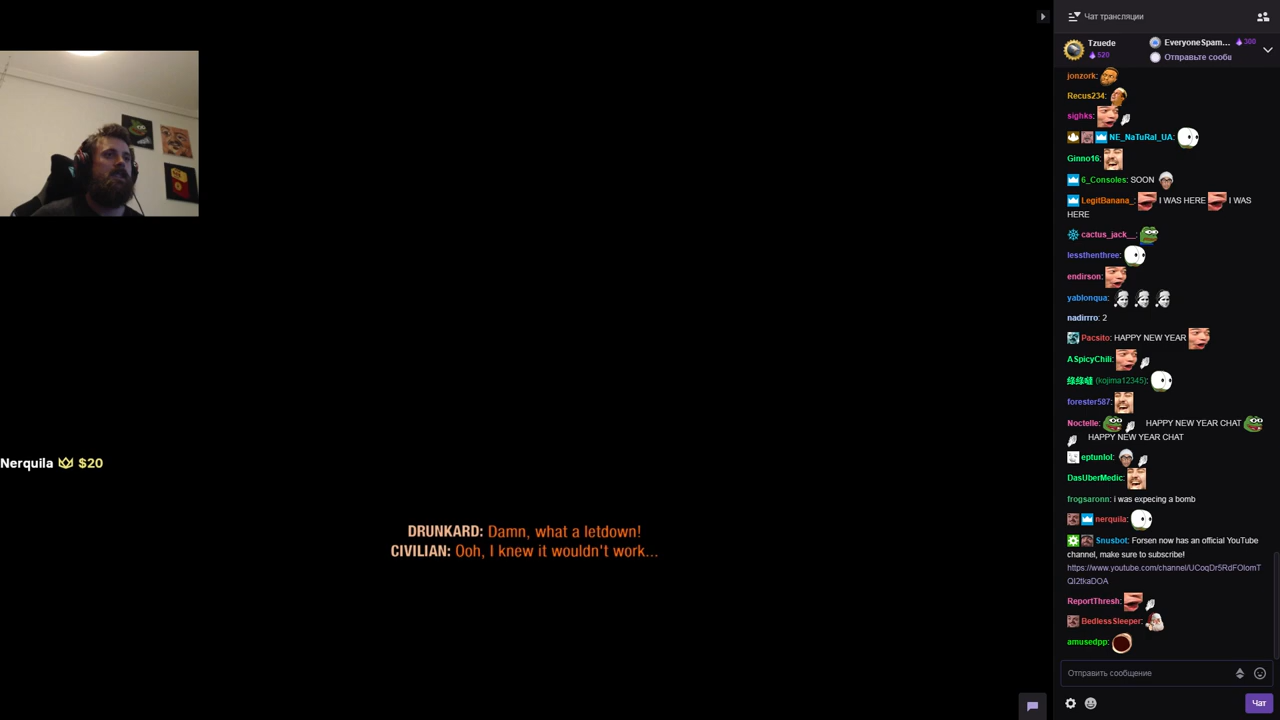 Чат трансляции
Tzuede
520
EveryoneSpam...
300
Отправьте сообщ
jonzork:
Recus234:
sighks:
NE_NaTuRal_UA:
Ginno16:
6_Consoles: SOON
LegitBanana_: I WAS HERE I WAS
HERE
cactus_jack__:
lessthenthree:
endirson:
yablonqua:
nadirrro: 2
Pacsito: HAPPY NEW YEAR
ASpicyChili:
(kojima12345):
forester587:
Noctelle: HAPPY NEW YEAR CHAT
HAPPY NEW YEAR CHAT
eptunlol:
DasUberMedic:
frogsaronn: i was expecing a bomb
nerquila:
Snusbot: Forsen now has an official YouTube
channel, make sure to subscribe!
https://www.youtube.com/channel/UCoqDr5RdFOlomT
QI2tkaDOA
ReportThresh:
BedlessSleeper:
amusedpp:
Отправить сообщение
Чат
Nerquila $20
DRUNKARD: Damn, what a letdown!
CIVILIAN: Ooh, I knew it wouldn't work...